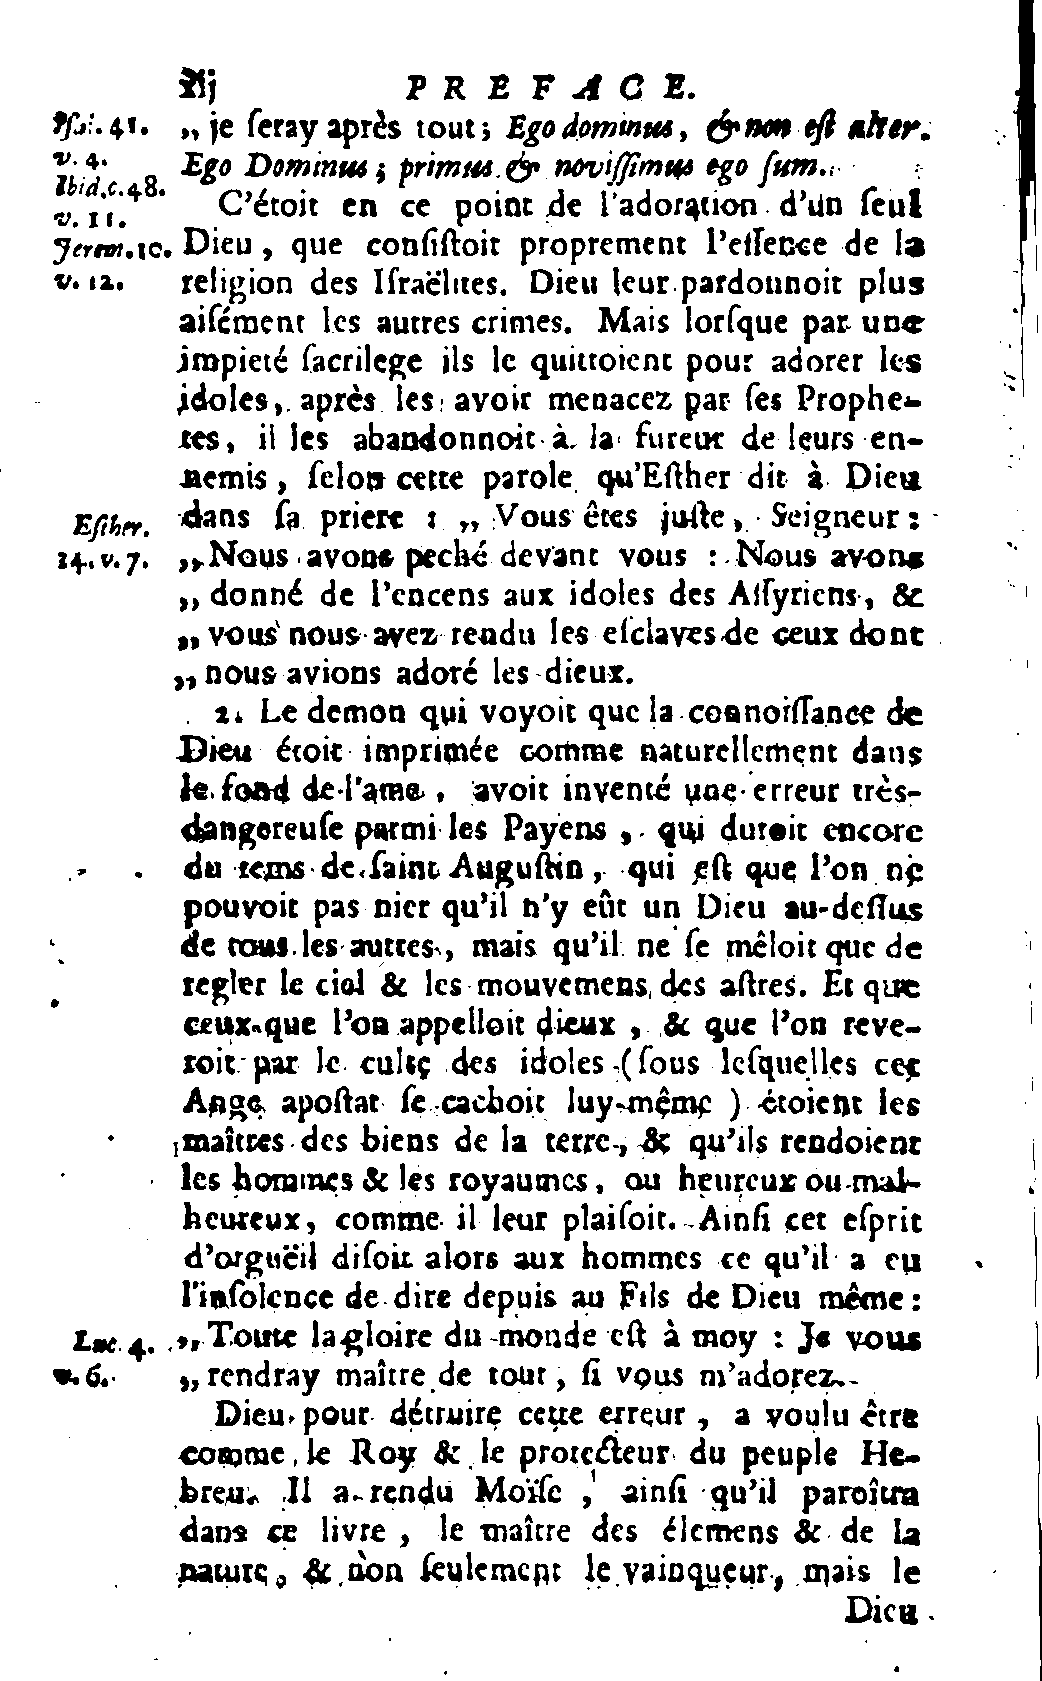 xij PREFACE.
Psal. 41. „ je ſeray après tout; Ego dominus, & non eſt alter.
v. 4. Ego Dominus; primus & noviſſimus ego ſum.
Ibid. c. 48.
C'étoit en ce point de l'adoration d'un ſeul
v. 11.
Jerem. 10. Dieu, que conſiſtoit proprement l'eſſence de la
v. 12. religion des Iſraëlites. Dieu leur pardonnoit plus
aiſément les autres crimes. Mais lorſque par une
impieté ſacrilege ils le quittoient pour adorer les
idoles, après les avoir menacez par ſes Prophe-
tes, il les abandonnoit à la fureur de leurs en-
nemis, ſelon cette parole qu'Eſther dit à Dieu
Eſther. dans ſa priere : „ Vous êtes juſte, Seigneur :
14. v. 7. „ Nous avons peché devant vous : Nous avons
„ donné de l'encens aux idoles des Aſſyriens, &
„ vous nous avez rendu les eſclaves de ceux dont
„ nous avions adoré les dieux.
2. Le demon qui voyoit que la connoiſſance de
Dieu étoit imprimée comme naturellement dans
le fond de l'ame, avoit inventé une erreur très-
dangereuſe parmi les Payens, qui duroit encore
du tems de ſaint Auguſtin, qui eſt que l'on ne
pouvoit pas nier qu'il n'y eût un Dieu au-deſſus
de tous les autres, mais qu'il ne ſe mêloit que de
regler le ciel & les mouvemens des aſtres. Et que
ceux que l'on appelloit dieux, & que l'on reve-
roit par le culte des idoles (ſous leſquelles cet
Ange apoſtat ſe cachoit luy-même) étoient les
maîtres des biens de la terre, & qu'ils rendoient
les hommes & les royaumes, ou heureux ou mal-
heureux, comme il leur plaiſoit. Ainſi cet eſprit
d'orguëil diſoit alors aux hommes ce qu'il a eu
l'inſolence de dire depuis au Fils de Dieu même :
Luc. 4. „ Toute la gloire du monde eſt à moy : Je vous
v. 6. „ rendray maître de tout, ſi vous m'adorez.
Dieu pour détruire cette erreur, a voulu être
comme le Roy & le protecteur du peuple He-
breu. Il a rendu Moïſe, ainſi qu'il paroîtra
dans ce livre, le maître des élemens & de la
nature, & non ſeulement le vainqueur, mais le
Dieu